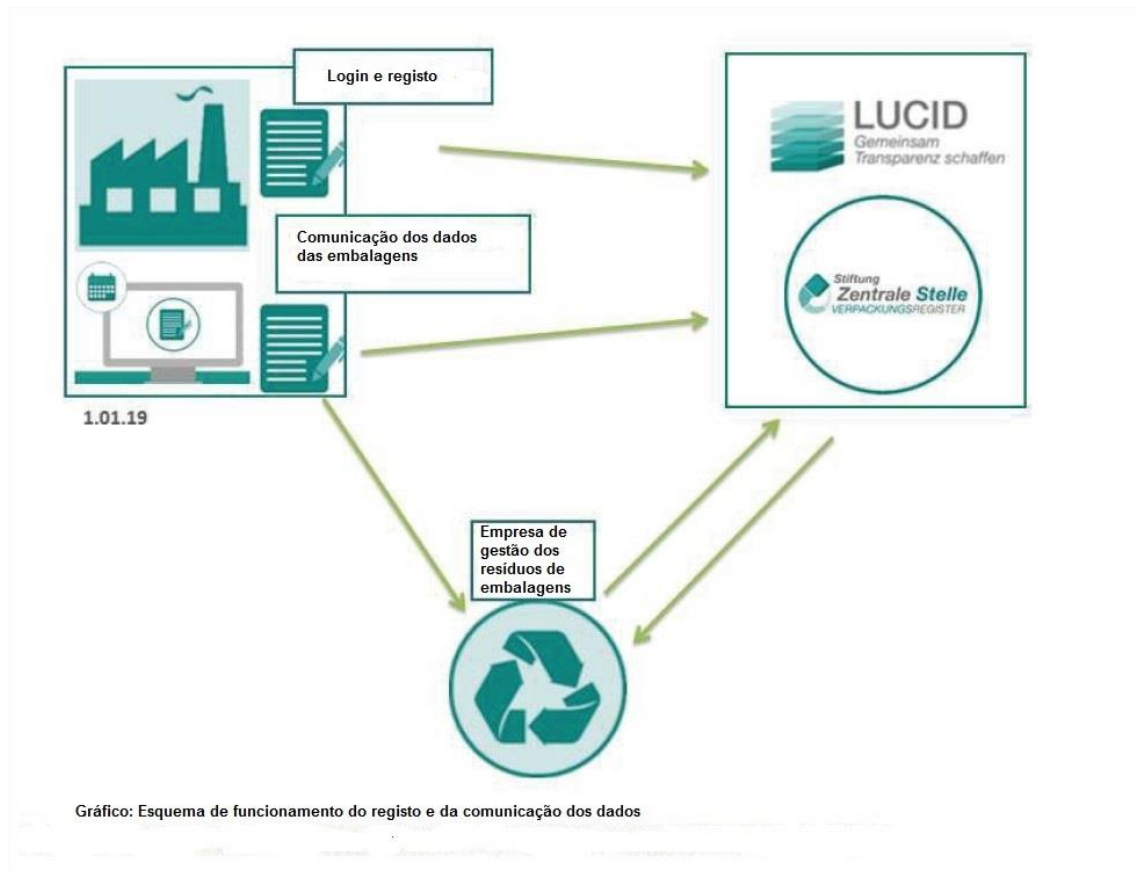 Login e registo
LUCID
Gemeinsam
Transparenz schaffen
Comunicação dos dados
das embalagens
Stiftung
Zentrale Stelle
VERPACKUNGSREGISTER
1.01.19
Empresa de
gestão dos
resíduos de
embalagens
Gráfico: Esquema de funcionamento do registo e da comunicação dos dados